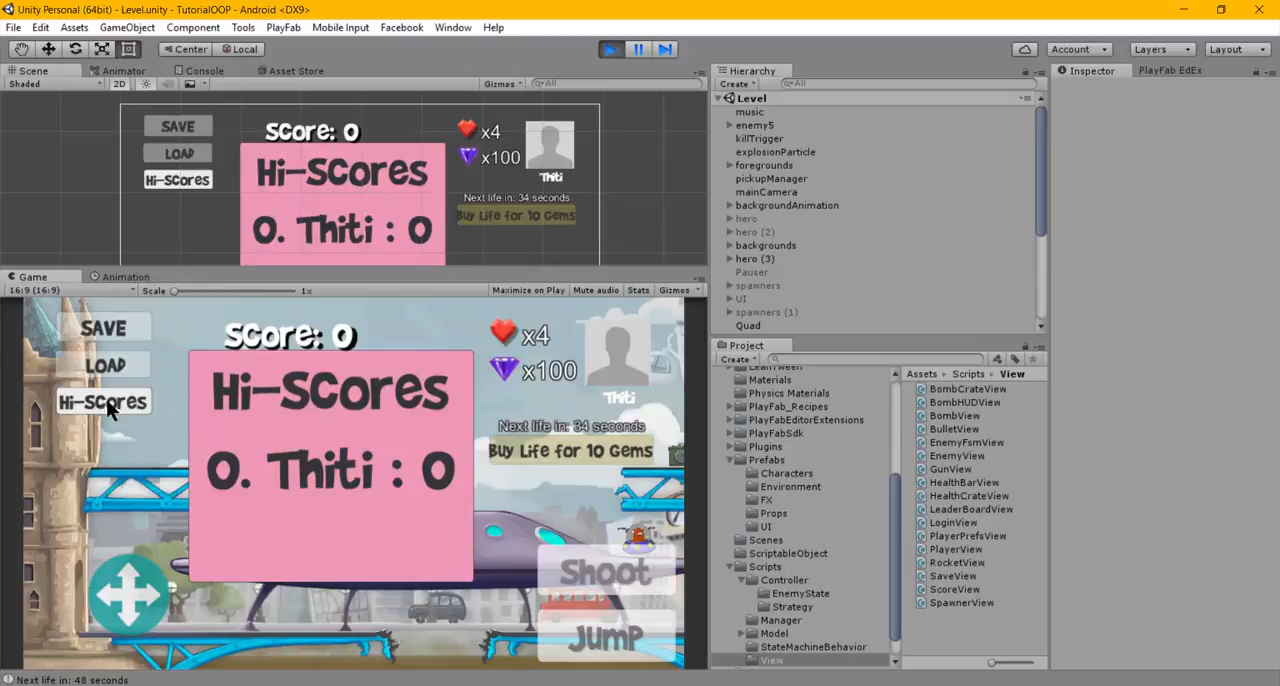 Unity Personal (64bit) - Level.unity - TutorialOOP - Android <DX9>
File Edit Assets GameObject Component Tools PlayFab Mobile Input Facebook Window Help
Center Local Account Layers Layout
Scene Animator Console Asset Store
Shaded 2D Gizmos All
SAVE
LOAD
Hi-Scores
Score: 0
Hi-Scores
0. Thiti : 0
x4
x100
Thiti
Next life in: 34 seconds
Buy Life for 10 Gems
Game Animation
16:9 (16:9) Scale 1x Maximize on Play Mute audio Stats Gizmos
SAVE
LOAD
Hi-Scores
Score: 0
Hi-Scores
0. Thiti : 0
x4
x100
Thiti
Next life in: 34 seconds
Buy Life for 10 Gems
Shoot
Jump
Hierarchy
Create All
Level
music
enemy5
killTrigger
explosionParticle
foregrounds
pickupManager
mainCamera
backgroundAnimation
hero
hero (2)
backgrounds
hero (3)
Pauser
spawners
UI
spawners (1)
Quad
Project
Create
LeanTween
Materials
Physics Materials
PlayFab_Recipes
PlayFabEditorExtensions
PlayFabSdk
Plugins
Prefabs
Characters
Environment
FX
Props
UI
Scenes
ScriptableObject
Scripts
Controller
EnemyState
Strategy
Manager
Model
StateMachineBehavior
View
Assets Scripts View
BombCrateView
BombHUDView
BombView
BulletView
EnemyFsmView
EnemyView
GunView
HealthBarView
HealthCrateView
LeaderBoardView
LoginView
PlayerPrefsView
PlayerView
RocketView
SaveView
ScoreView
SpawnerView
Inspector PlayFab EdEx
Next life in: 48 seconds